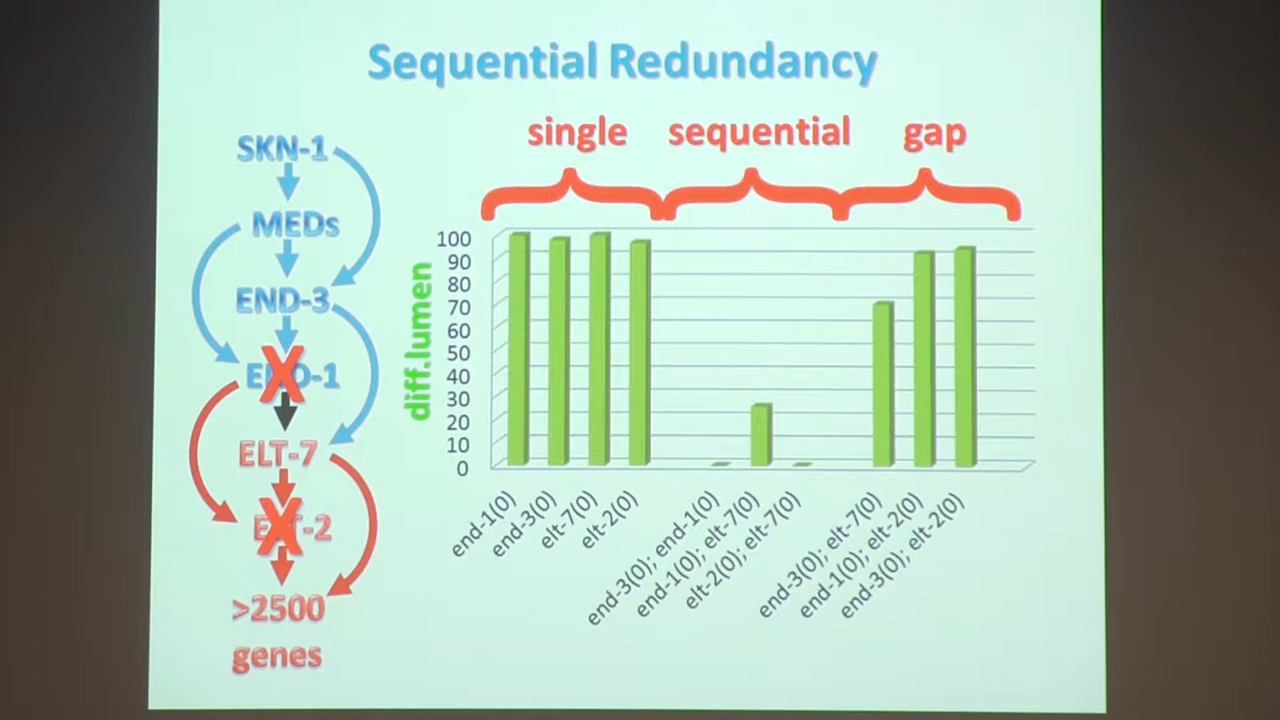 Sequential Redundancy
SKN-1
MEDs
END-3
END-1
ELT-7
ELT-2
>2500
genes
single sequential gap
diff.lumen
100
90
80
70
60
50
40
30
20
10
0
end-1(0)
end-3(0)
elt-7(0)
elt-2(0)
end-3(0); end-1(0)
end-1(0); elt-7(0)
elt-2(0); elt-7(0)
end-3(0); elt-7(0)
end-1(0); elt-2(0)
end-3(0); elt-2(0)